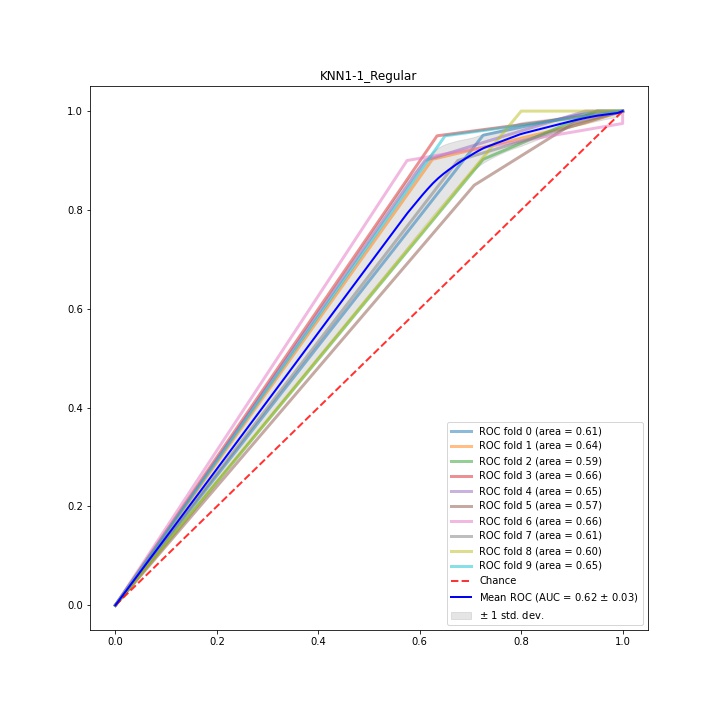 KNN1-1_Regular
1.0
0.8
0.6
0.4
0.2
0.0
0.0 0.2 0.4 0.6 0.8 1.0
ROC fold 0 (area = 0.61)
ROC fold 1 (area = 0.64)
ROC fold 2 (area = 0.59)
ROC fold 3 (area = 0.66)
ROC fold 4 (area = 0.65)
ROC fold 5 (area = 0.57)
ROC fold 6 (area = 0.66)
ROC fold 7 (area = 0.61)
ROC fold 8 (area = 0.60)
ROC fold 9 (area = 0.65)
Chance
Mean ROC (AUC = 0.62 ± 0.03)
± 1 std. dev.